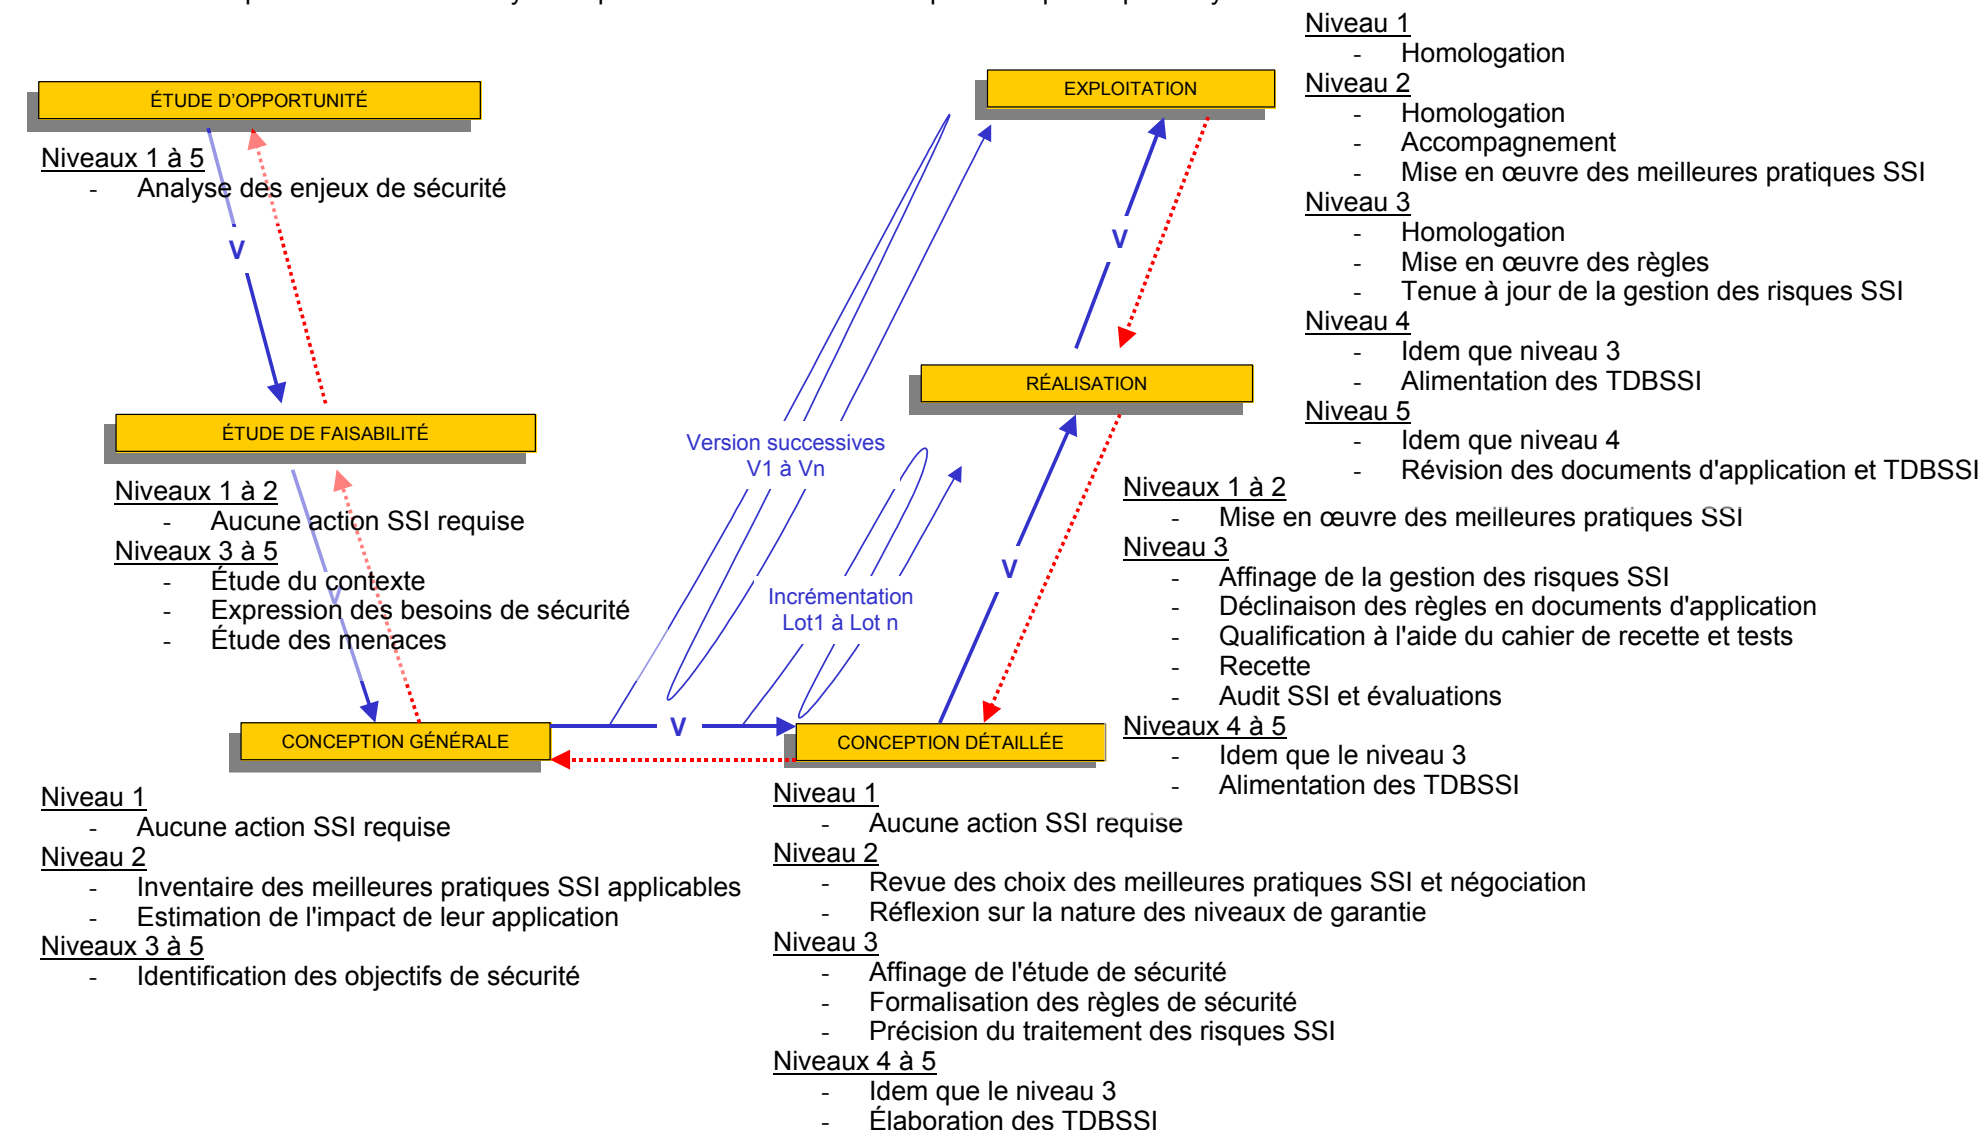 ÉTUDE D'OPPORTUNITÉ
Niveaux 1 à 5
- Analyse des enjeux de sécurité
V
ÉTUDE DE FAISABILITÉ
Niveaux 1 à 2
- Aucune action SSI requise
Niveaux 3 à 5
- Étude du contexte
- Expression des besoins de sécurité
- Étude des menaces
V
CONCEPTION GÉNÉRALE
Niveau 1
- Aucune action SSI requise
Niveau 2
- Inventaire des meilleures pratiques SSI applicables
- Estimation de l'impact de leur application
Niveaux 3 à 5
- Identification des objectifs de sécurité
V
Version successives
V1 à Vn
Incrémentation
Lot1 à Lot n
CONCEPTION DÉTAILLÉE
Niveau 1
- Aucune action SSI requise
Niveau 2
- Revue des choix des meilleures pratiques SSI et négociation
- Réflexion sur la nature des niveaux de garantie
Niveau 3
- Affinage de l'étude de sécurité
- Formalisation des règles de sécurité
- Précision du traitement des risques SSI
Niveaux 4 à 5
- Idem que le niveau 3
- Élaboration des TDBSSI
V
RÉALISATION
Niveaux 1 à 2
- Mise en œuvre des meilleures pratiques SSI
Niveau 3
- Affinage de la gestion des risques SSI
- Déclinaison des règles en documents d'application
- Qualification à l'aide du cahier de recette et tests
- Recette
- Audit SSI et évaluations
Niveaux 4 à 5
- Idem que le niveau 3
- Alimentation des TDBSSI
V
EXPLOITATION
Niveau 1
- Homologation
Niveau 2
- Homologation
- Accompagnement
- Mise en œuvre des meilleures pratiques SSI
Niveau 3
- Homologation
- Mise en œuvre des règles
- Tenue à jour de la gestion des risques SSI
Niveau 4
- Idem que niveau 3
- Alimentation des TDBSSI
Niveau 5
- Idem que niveau 4
- Révision des documents d'application et TDBSSI